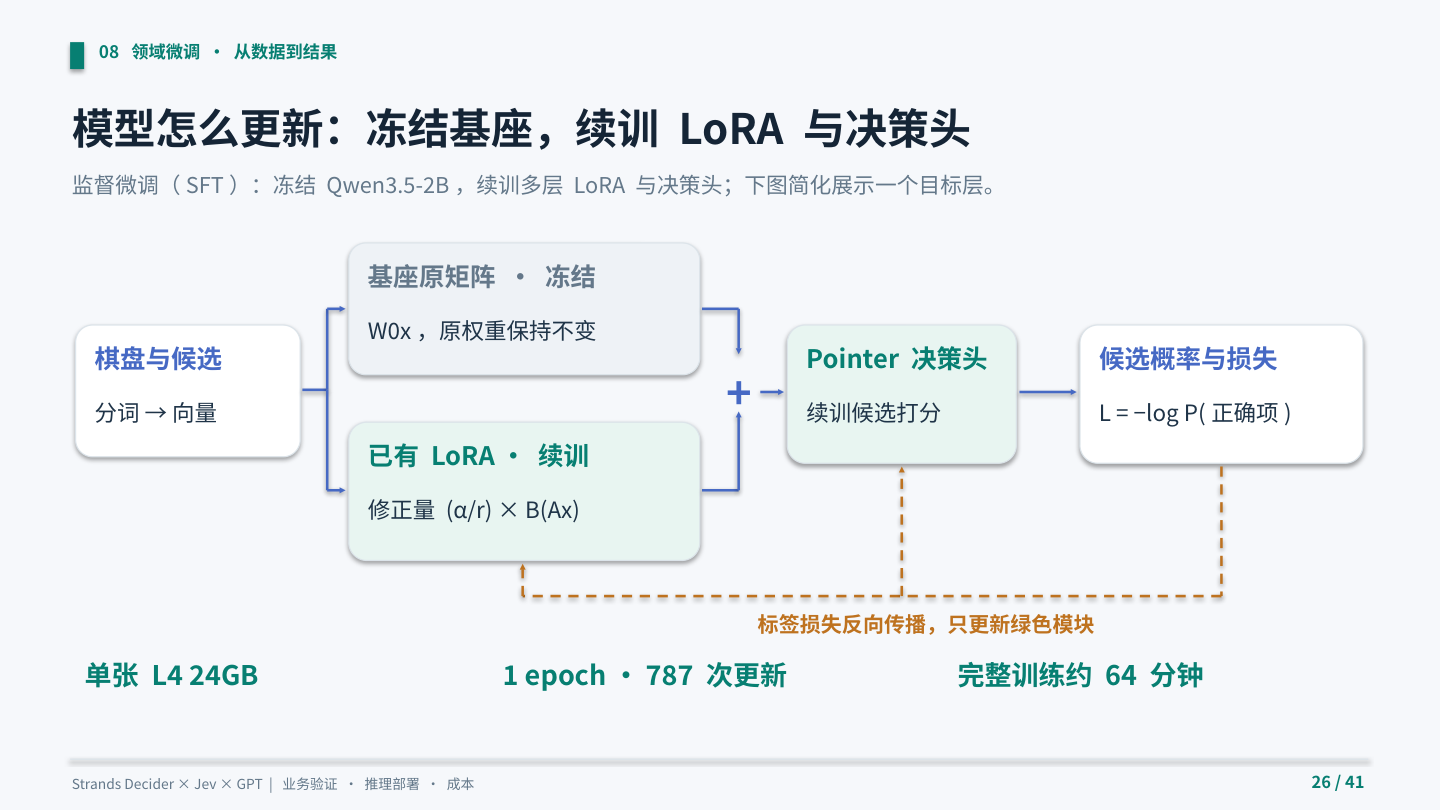 08 领域微调 · 从数据到结果
模型怎么更新：冻结基座，续训 LoRA 与决策头
监督微调（ SFT ）：冻结 Qwen3.5-2B ，续训多层 LoRA 与决策头；下图简化展示一个目标层。
基座原矩阵 · 冻结
W0x ，原权重保持不变
棋盘与候选
分词 → 向量
已有 LoRA · 续训
修正量 (α/r) × B(Ax)
+
Pointer 决策头
续训候选打分
候选概率与损失
L = −log P( 正确项 )
标签损失反向传播，只更新绿色模块
单张 L4 24GB
1 epoch · 787 次更新
完整训练约 64 分钟
Strands Decider × Jev × GPT | 业务验证 · 推理部署 · 成本
26 / 41